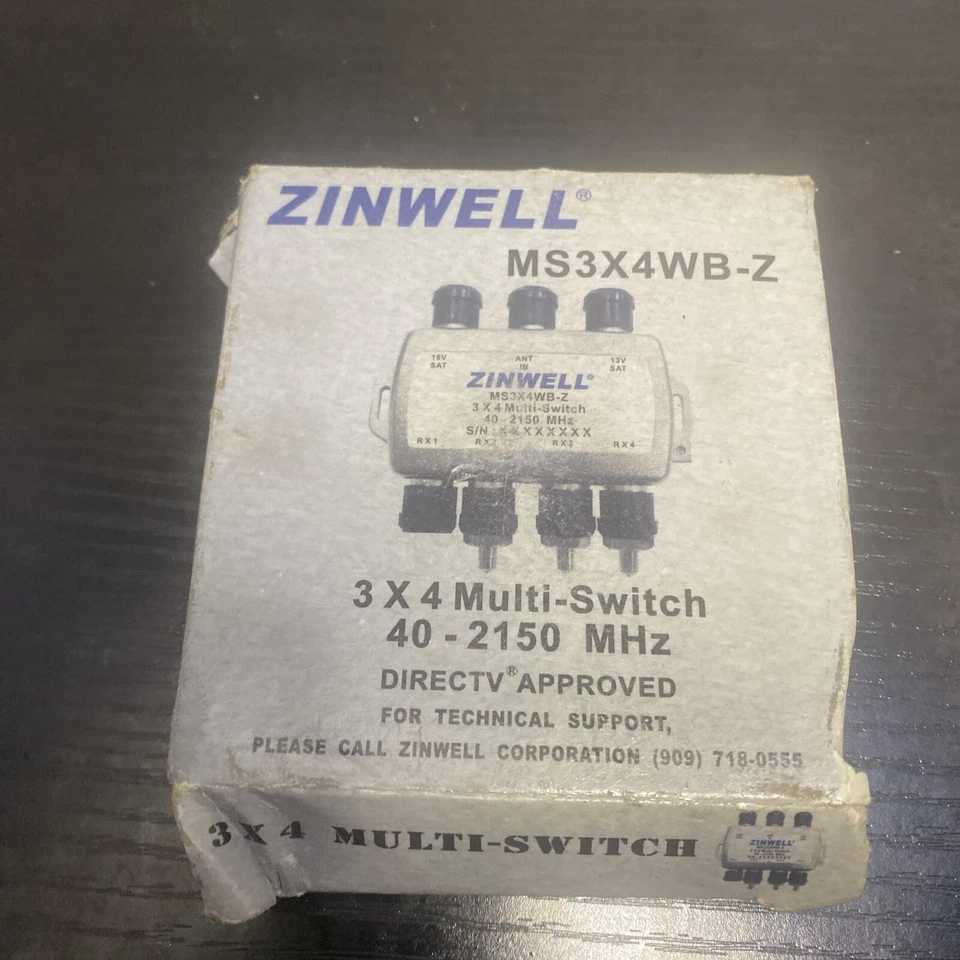 ZINWELL®
MS3X4WB-Z
18V SAT
ANT IN
13V SAT
ZINWELL®
MS3X4WB-Z
3 X 4 Multi-Switch
40 - 2150 MHz
S/N : XXXXXXXX
RX1 RX2 RX3 RX4
3 X 4 Multi-Switch
40 - 2150 MHz
DIRECTV® APPROVED
FOR TECHNICAL SUPPORT,
PLEASE CALL ZINWELL CORPORATION (909) 718-0555
3 X 4 MULTI-SWITCH
ZINWELL